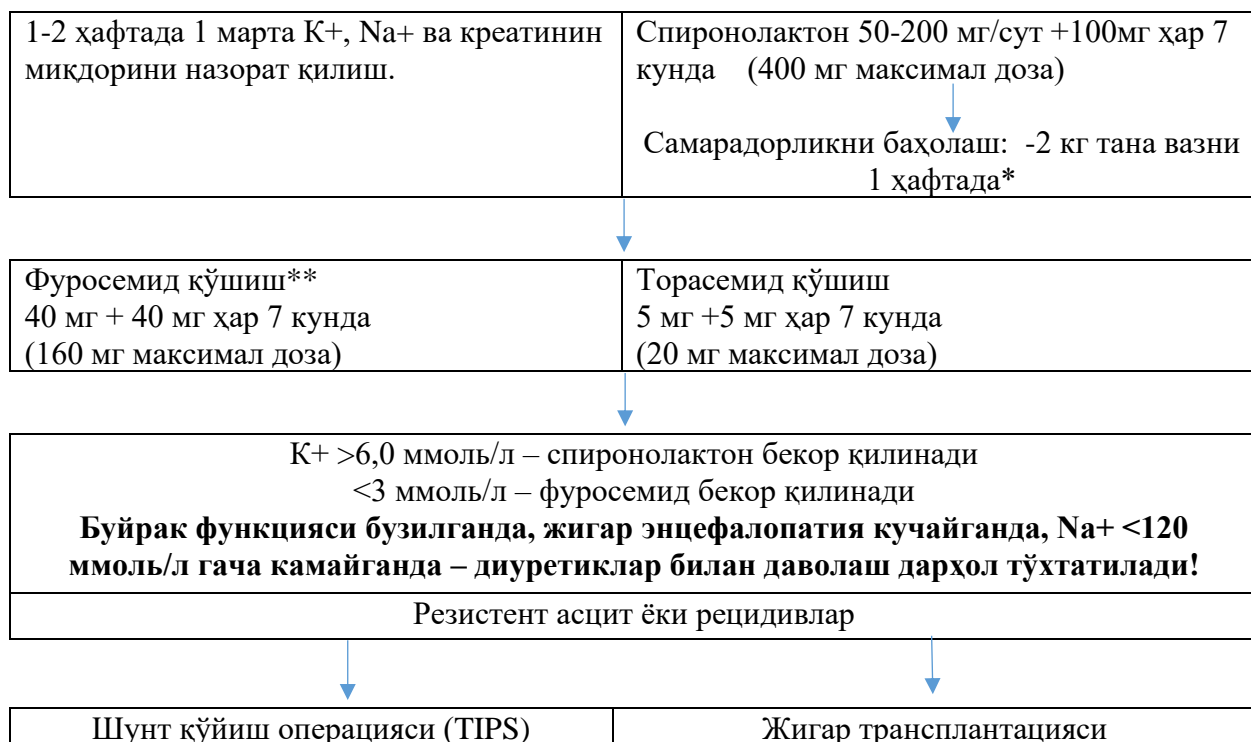 1-2 ҳафтада 1 марта К+, Na+ ва креатинин
миқдорини назорат қилиш.
Спиронолактон 50-200 мг/сут +100мг ҳар 7
кунда (400 мг максимал доза)
Самарадорликни баҳолаш: -2 кг тана вазни
1 ҳафтада*
Фуросемид қўшиш**
40 мг + 40 мг ҳар 7 кунда
(160 мг максимал доза)
Торасемид қўшиш
5 мг +5 мг ҳар 7 кунда
(20 мг максимал доза)
К+ >6,0 ммоль/л – спиронолактон бекор қилинади
<3 ммоль/л – фуросемид бекор қилинади
Буйрак функцияси бузилганда, жигар энцефалопатия кучайганда, Na+ <120
ммоль/л гача камайганда – диуретиклар билан даволаш дарҳол тўхтатилади!
Резистент асцит ёки рецидивлар
Шунт қўйиш операцияси (TIPS)
Жигар трансплантацияси